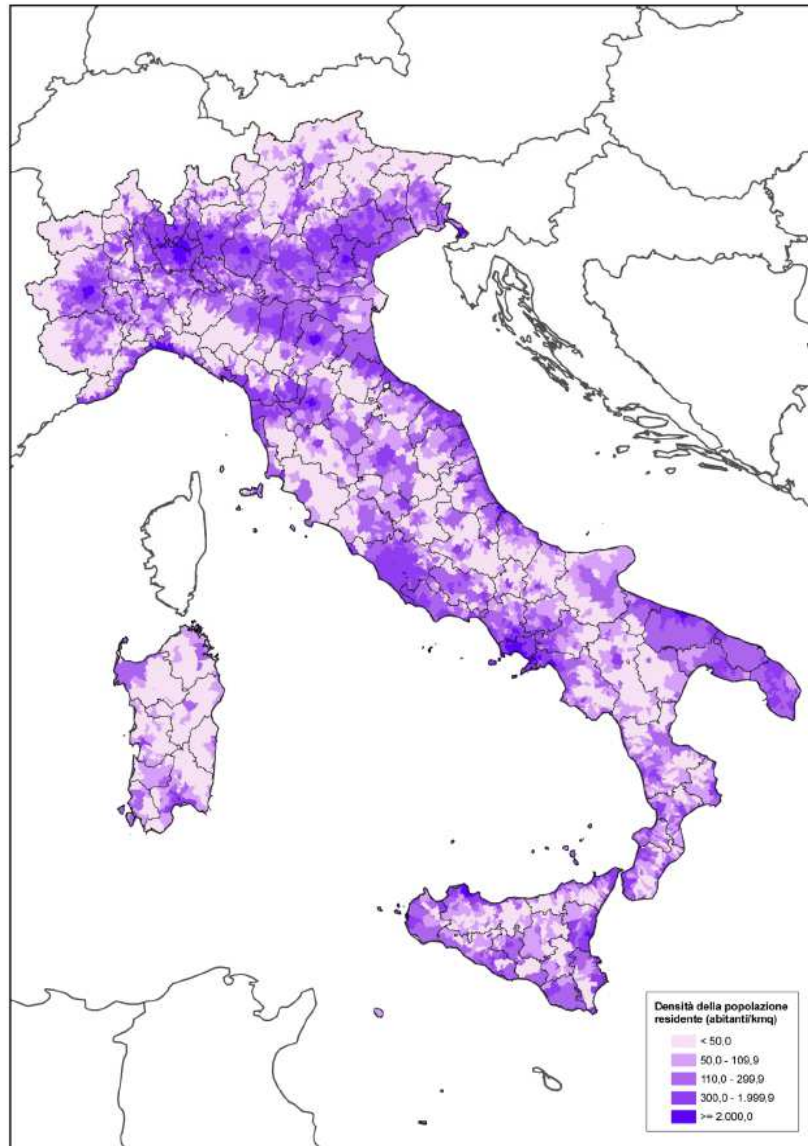 Densità della popolazione
residente (abitanti/kmq)
< 50,0
50,0 - 109,9
110,0 - 299,9
300,0 - 1.999,9
>= 2.000,0